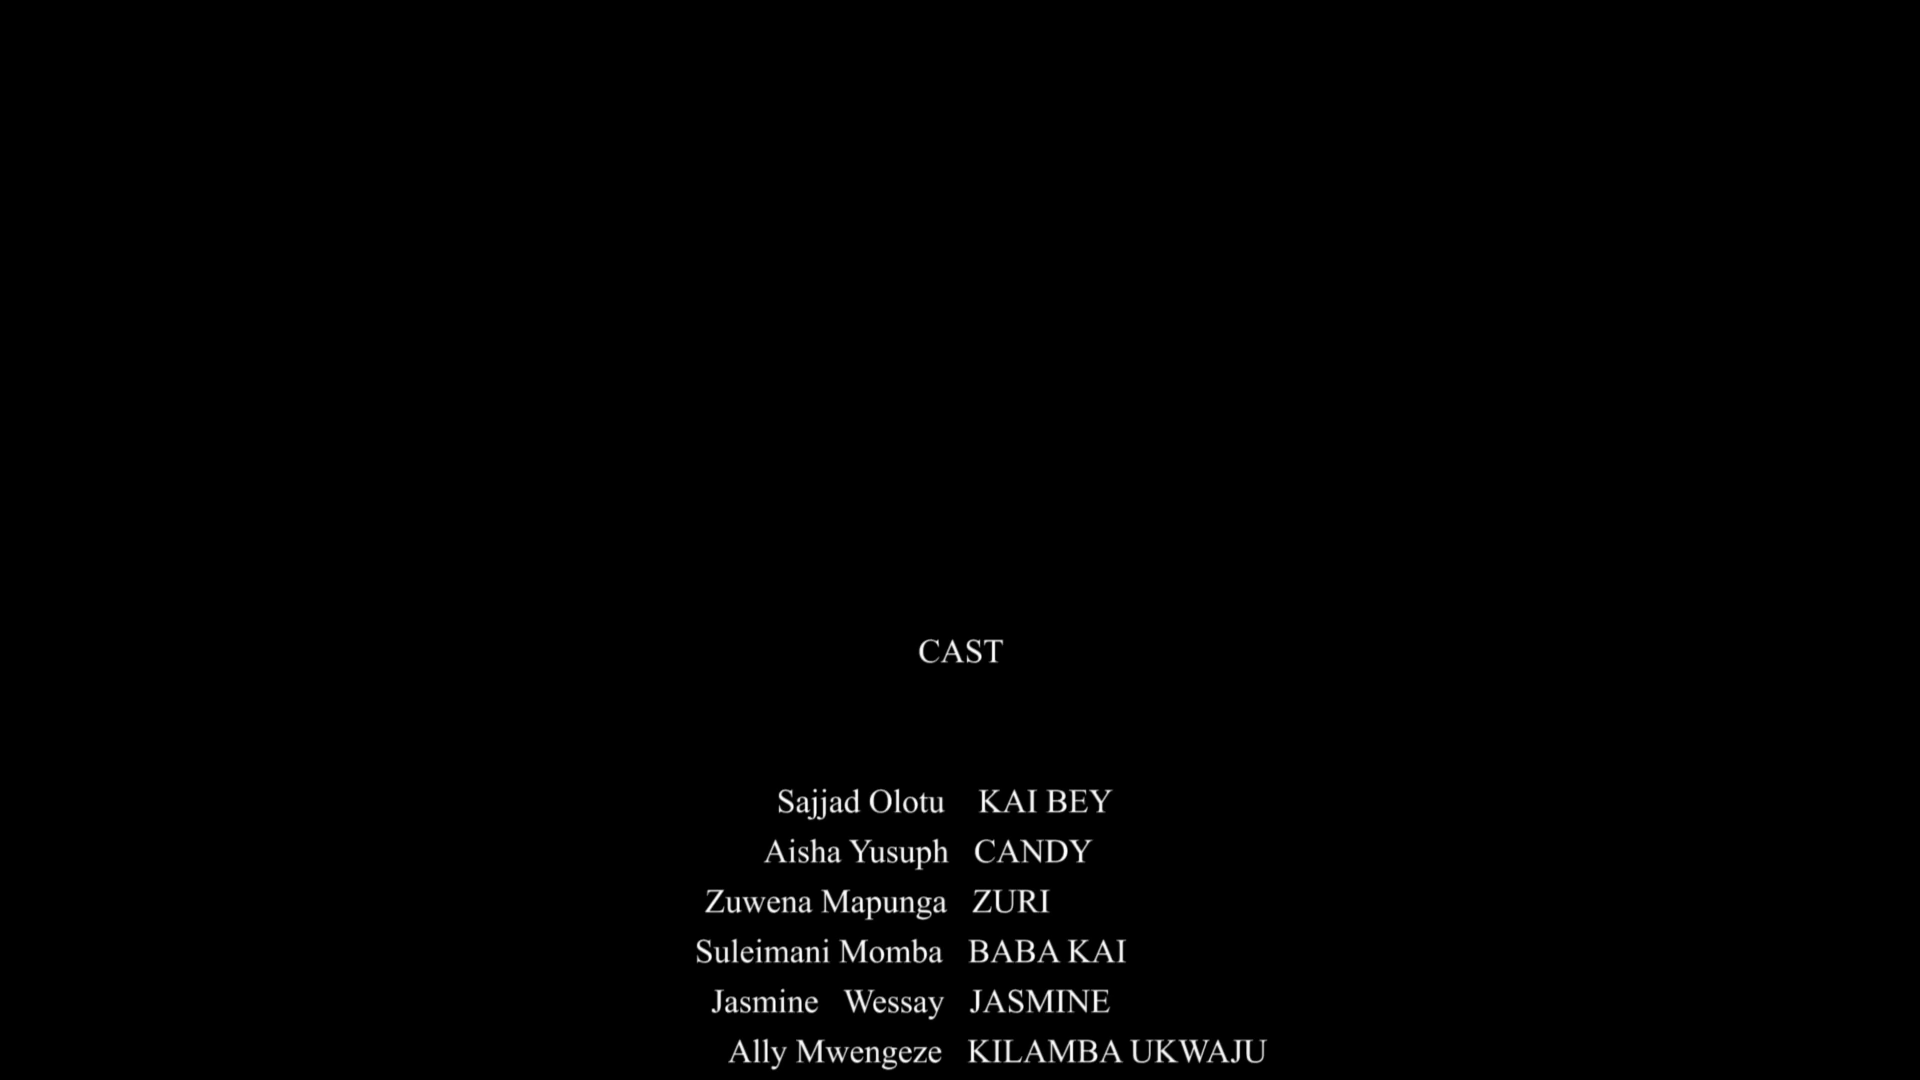 CAST
Sajjad Olotu KAI BEY
Aisha Yusuph CANDY
Zuwena Mapunga ZURI
Suleimani Momba BABA KAI
Jasmine Wessay JASMINE
Ally Mwengeze KILAMBA UKWAJU